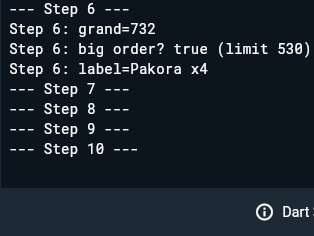 --- Step 6 ---
Step 6: grand=732
Step 6: big order? true (limit 530)
Step 6: label=Pakora x4
--- Step 7 ---
--- Step 8 ---
--- Step 9 ---
--- Step 10 ---
Dart